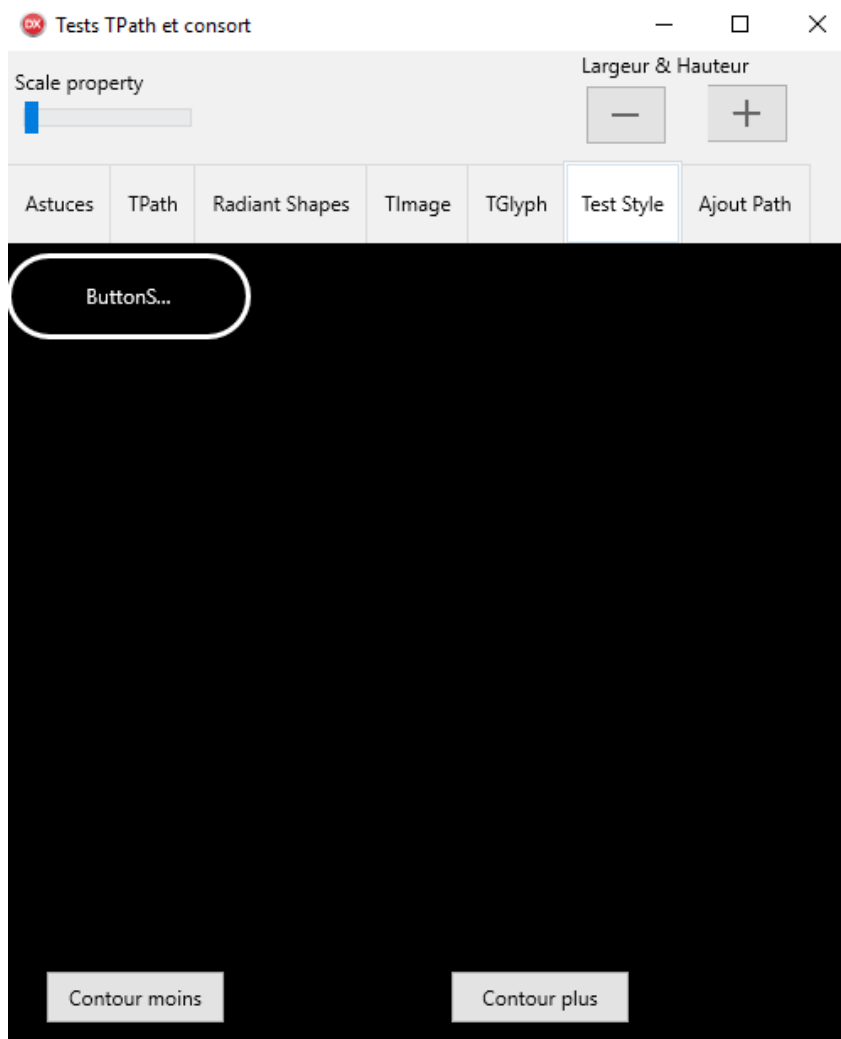 DX Tests TPath et consort
Largeur & Hauteur
Scale property
Astuces TPath Radiant Shapes TImage TGlyph Test Style Ajout Path
ButtonS...
Contour moins Contour plus